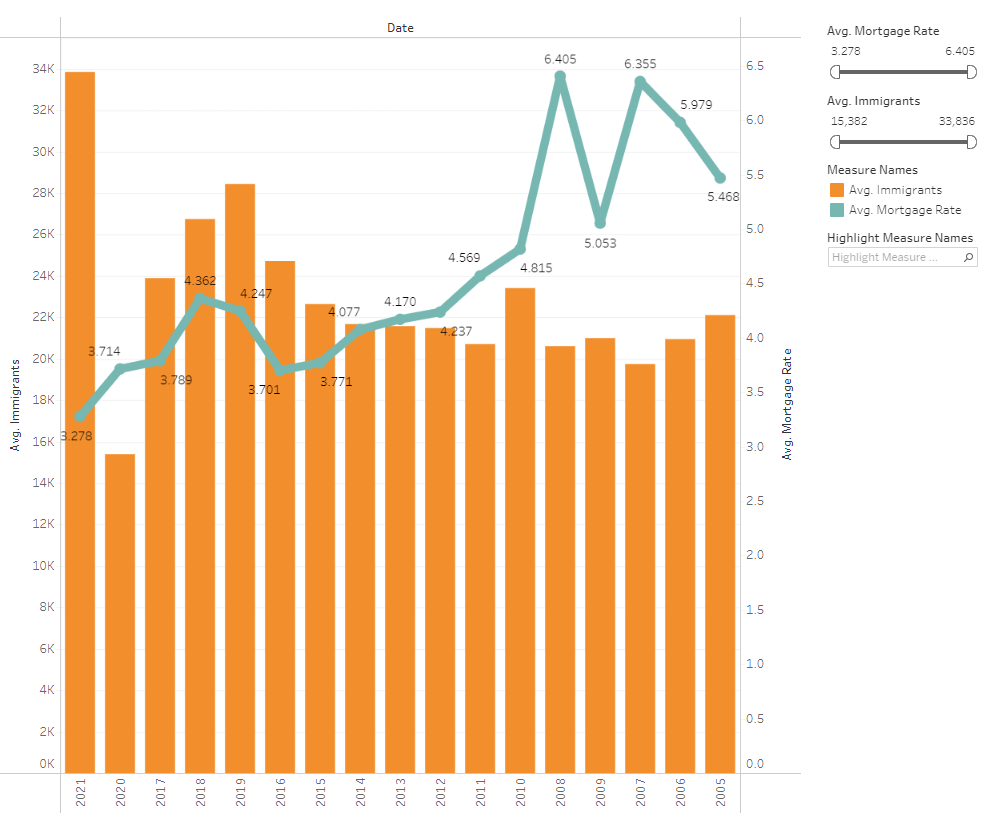 Date
Avg. Immigrants
34K
32K
30K
28K
26K
24K
22K
20K
18K
16K
14K
12K
10K
8K
6K
4K
2K
0K
3.278
3.714
3.789
4.362
4.247
3.701
3.771
4.077
4.170
4.237
4.569
4.815
6.405
5.053
6.355
5.979
5.468
6.5
6.0
5.5
5.0
4.5
4.0
3.5
3.0
2.5
2.0
1.5
1.0
0.5
0.0
Avg. Mortgage Rate
2021
2020
2017
2018
2019
2016
2015
2014
2013
2012
2011
2010
2008
2009
2007
2006
2005
Avg. Mortgage Rate
3.278 6.405
Avg. Immigrants
15,382 33,836
Measure Names
Avg. Immigrants
Avg. Mortgage Rate
Highlight Measure Names
Highlight Measure ...